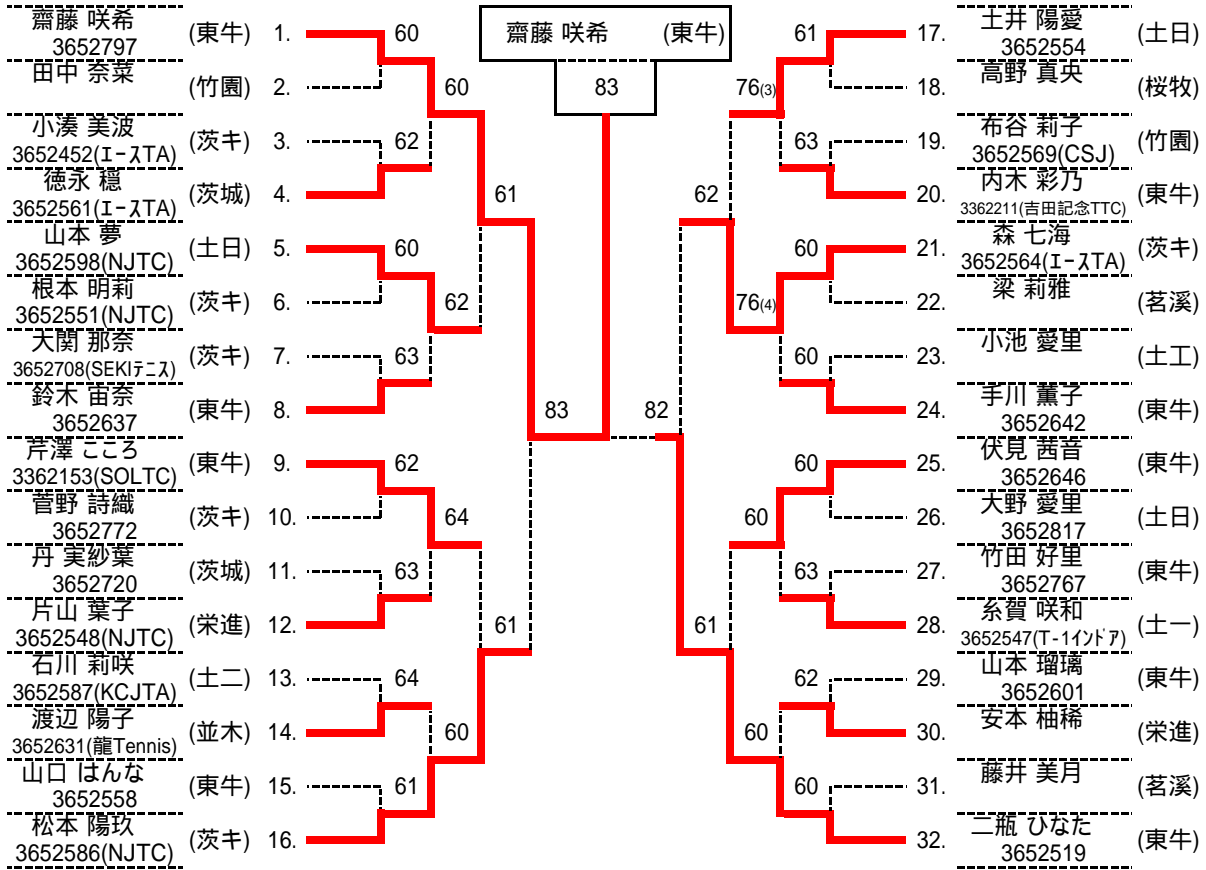 齋藤 咲希
3652797
(東牛) 1.
田中 奈菜
(竹園) 2.
60
小湊 美波
3652452(エースTA)
(茨キ) 3.
徳永 穏
3652561(エースTA)
(茨城) 4.
62
60
山本 夢
3652598(NJTC)
(土日) 5.
根本 明莉
3652551(NJTC)
(茨キ) 6.
60
大関 那奈
3652708(SEKIテニス)
(茨キ) 7.
鈴木 宙奈
3652637
(東牛) 8.
63
62
61
芹澤 こころ
3362153(SOLTC)
(東牛) 9.
菅野 詩織
3652772
(茨キ) 10.
62
丹 実紗葉
3652720
(茨城) 11.
片山 葉子
3652548(NJTC)
(栄進) 12.
63
64
石川 莉咲
3652587(KCJTA)
(土二) 13.
渡辺 陽子
3652631(龍Tennis)
(並木) 14.
64
山口 はんな
3652558
(東牛) 15.
松本 陽玖
3652586(NJTC)
(茨キ) 16.
61
60
61
83
齋藤 咲希 (東牛)
83
82
61
17. 土井 陽愛
3652554
(土日)
18. 高野 真央
(桜牧)
76(3)
63
19. 布谷 莉子
3652569(CSJ)
(竹園)
20. 内木 彩乃
3362211(吉田記念TTC)
(東牛)
62
60
21. 森 七海
3652564(エースTA)
(茨キ)
22. 梁 莉雅
(茗溪)
76(4)
60
23. 小池 愛里
(土工)
24. 手川 薫子
3652642
(東牛)
60
25. 伏見 茜音
3652646
(東牛)
26. 大野 愛里
3652817
(土日)
60
63
27. 竹田 好里
3652767
(東牛)
28. 糸賀 咲和
3652547(T-1インドア)
(土一)
61
62
29. 山本 瑠璃
3652601
(東牛)
30. 安本 柚稀
(栄進)
60
60
31. 藤井 美月
(茗溪)
32. 二瓶 ひなた
3652519
(東牛)